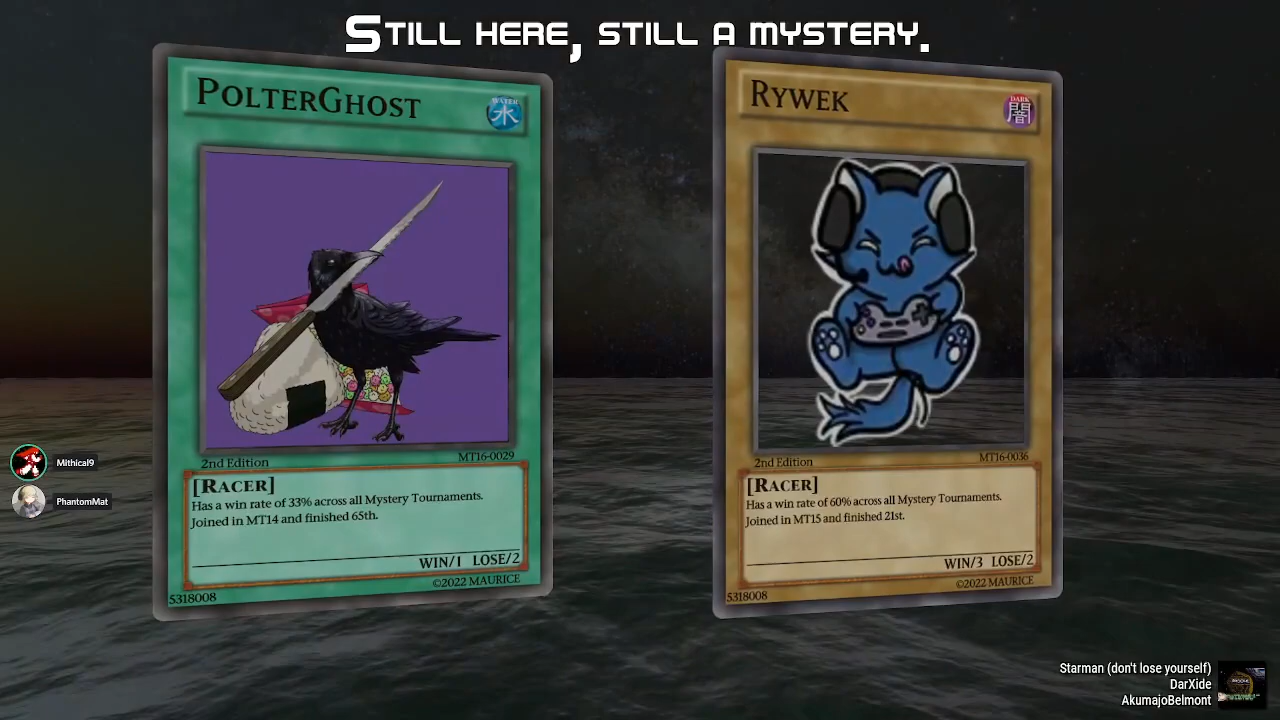 Still here, still a mystery.
PolterGhost
WATER
水
2nd Edition
MT16-0029
[Racer]
Has a win rate of 33% across all Mystery Tournaments.
Joined in MT14 and finished 65th.
WIN/1 LOSE/2
©2022 MAURICE
5318008
Rywek
DARK
闇
2nd Edition
MT16-0036
[Racer]
Has a win rate of 60% across all Mystery Tournaments.
Joined in MT15 and finished 21st.
WIN/3 LOSE/2
©2022 MAURICE
5318008
Mithical9
PhantomMat
Starman (don't lose yourself)
DarXide
AkumajoBelmont